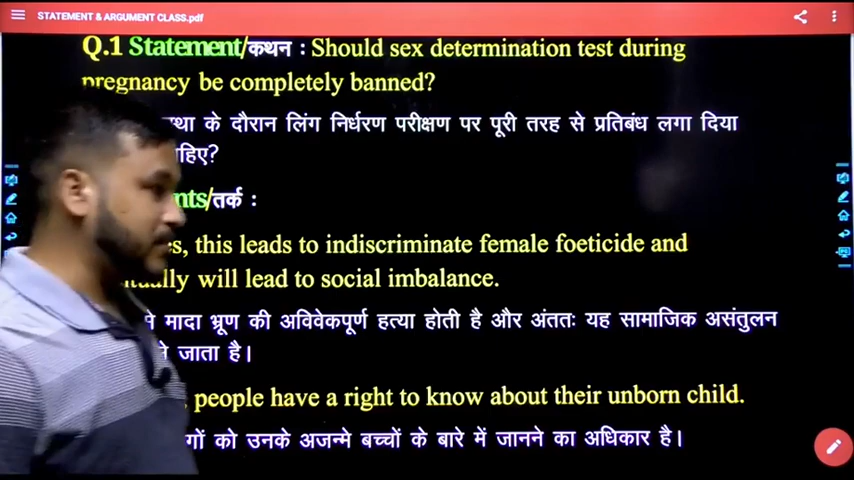 STATEMENT & ARGUMENT CLASS.pdf
Q.1 Statement/कथन : Should sex determination test during
pregnancy be completely banned?
के दौरान लिंग निर्धरण परीक्षण पर पूरी तरह से प्रतिबंध लगा दिया
/तर्क :
this leads to indiscriminate female foeticide and
will lead to social imbalance.
मादा भ्रूण की अविवेकपूर्ण हत्या होती है और अंततः यह सामाजिक असंतुलन
जाता है।
people have a right to know about their unborn child.
को उनके अजन्मे बच्चों के बारे में जानने का अधिकार है।